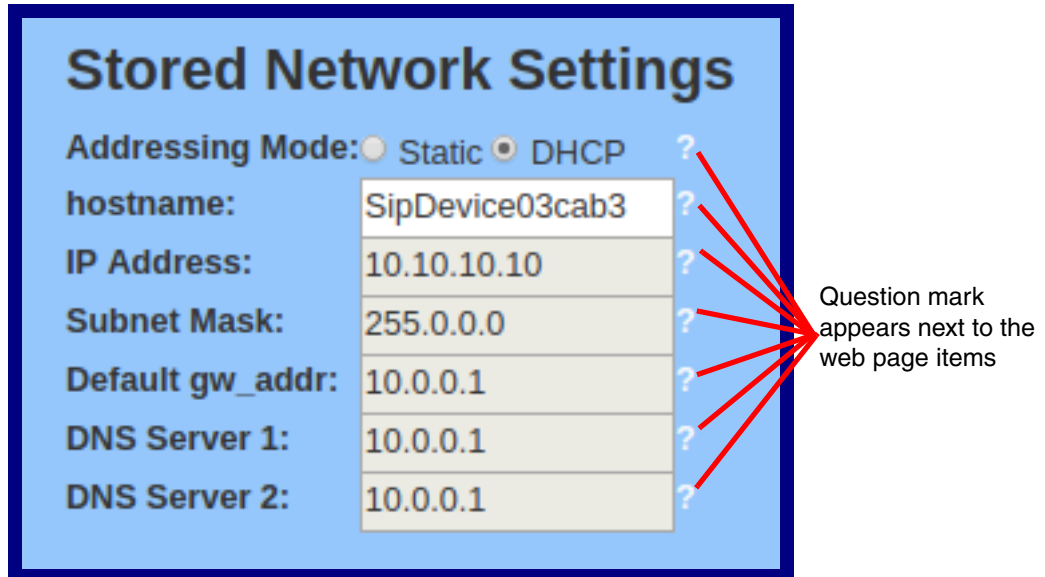 Stored Network Settings
Addressing Mode: Static DHCP ?
hostname: SipDevice03cab3 ?
IP Address: 10.10.10.10 ?
Subnet Mask: 255.0.0.0 ?
Default gw_addr: 10.0.0.1 ?
DNS Server 1: 10.0.0.1 ?
DNS Server 2: 10.0.0.1 ?
Question mark
appears next to the
web page items